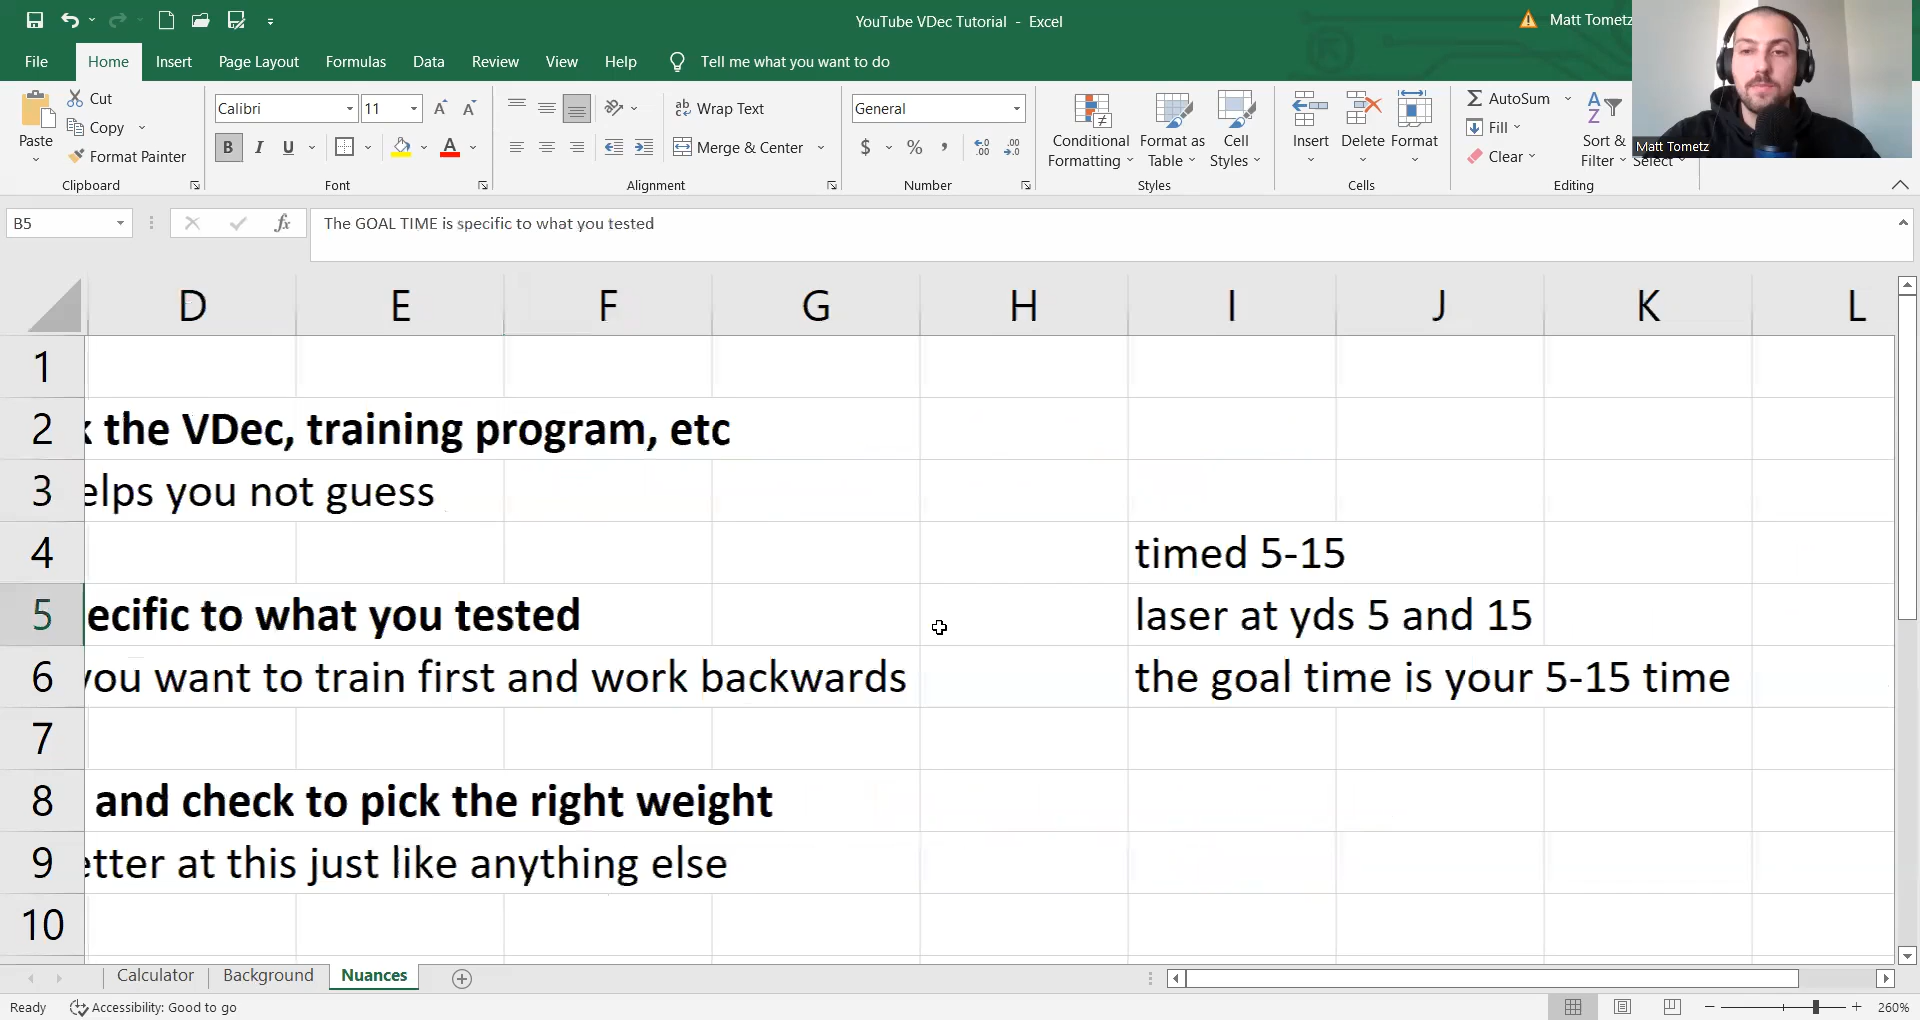 YouTube VDec Tutorial - Excel
Matt Tometz
File Home Insert Page Layout Formulas Data Review View Help Tell me what you want to do
Paste
Cut
Copy
Format Painter
Clipboard
Calibri 11 A A
B I U A
Font
ab Wrap Text
Merge & Center
Alignment
General
$ % ,
Number
Conditional Formatting
Format as Table
Cell Styles
Styles
Insert
Delete
Format
Cells
AutoSum
Fill
Clear
Sort & Filter
Select
Editing
Matt Tometz
B5
fx
The GOAL TIME is specific to what you tested
D E F G H I J K L
1
2 the VDec, training program, etc
3 elps you not guess
4 timed 5-15
5 ecific to what you tested laser at yds 5 and 15
6 you want to train first and work backwards the goal time is your 5-15 time
7
8 and check to pick the right weight
9 etter at this just like anything else
10
Calculator Background Nuances
Ready Accessibility: Good to go
260%